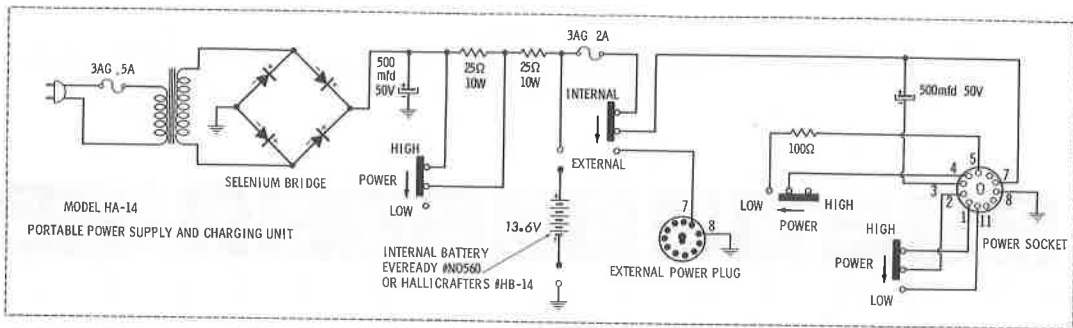 3AG .5A
SELENIUM BRIDGE
MODEL HA-14
PORTABLE POWER SUPPLY AND CHARGING UNIT
500
mfd
50V
25Ω
10W
25Ω
10W
3AG 2A
HIGH
POWER
LOW
INTERNAL
EXTERNAL
13.6V
INTERNAL BATTERY
EVEREADY #NO560
OR HALLICRAFTERS #HB-14
7
8
EXTERNAL POWER PLUG
500mfd 50V
100Ω
LOW
HIGH
POWER
5
4
7
3
8
2
1
11
POWER SOCKET
HIGH
POWER
LOW